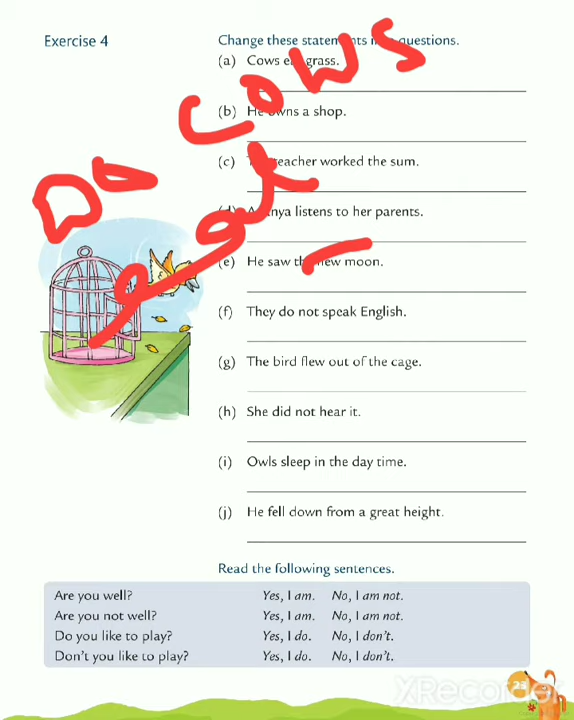 Exercise 4
Change these statements into questions.
(a) Cows eat grass.
(b) He owns a shop.
(c) The teacher worked the sum.
(d) Ananya listens to her parents.
(e) He saw the new moon.
(f) They do not speak English.
(g) The bird flew out of the cage.
(h) She did not hear it.
(i) Owls sleep in the day time.
(j) He fell down from a great height.
Do Cows eat
Read the following sentences.
Are you well? Yes, I am. No, I am not.
Are you not well? Yes, I am. No, I am not.
Do you like to play? Yes, I do. No, I don't.
Don't you like to play? Yes, I do. No, I don't.
23
XRecorder